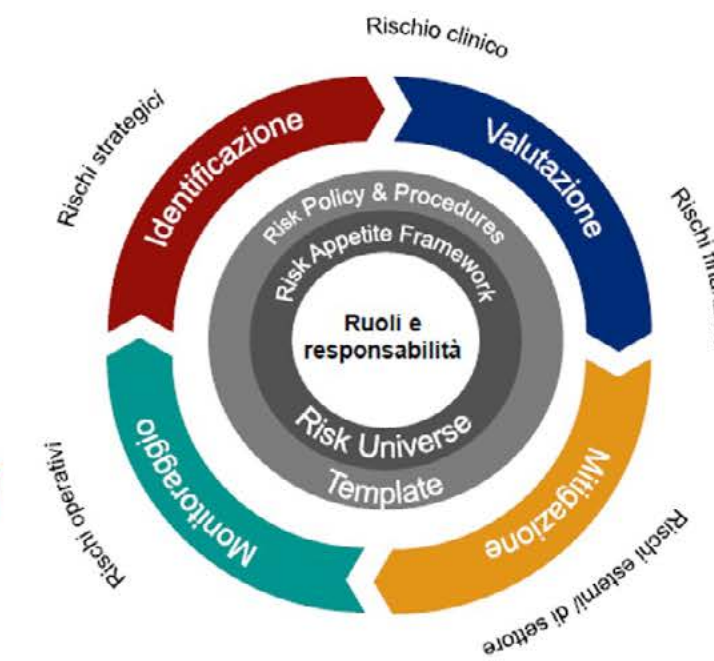 Rischio clinico
Rischi strategici
Identificazione
Valutazione
Rischi
Risk Policy & Procedures
Risk Appetite Framework
Ruoli e
responsabilità
Risk Universe
Template
Monitoraggio
Mitigazione
Rischi operativi
Rischi esterni/ di settore